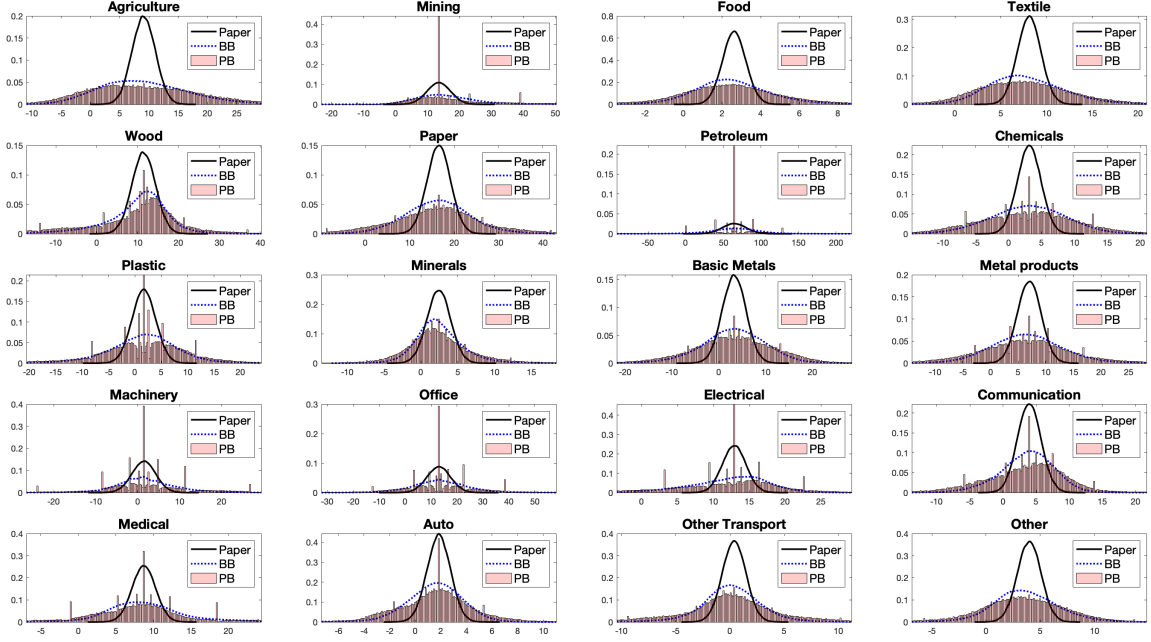 Agriculture
0.2
0.15
0.1
0.05
0
Paper
BB
PB
-10 -5 0 5 10 15 20 25
Mining
0.4
0.3
0.2
0.1
0
Paper
BB
PB
-20 -10 0 10 20 30 40 50
Food
0.8
0.6
0.4
0.2
0
Paper
BB
PB
-2 0 2 4 6 8
Textile
0.3
0.2
0.1
0
Paper
BB
PB
0 5 10 15 20
Wood
0.15
0.1
0.05
0
Paper
BB
PB
-10 0 10 20 30 40
Paper
0.15
0.1
0.05
0
Paper
BB
PB
-10 0 10 20 30 40
Petroleum
0.2
0.15
0.1
0.05
0
Paper
BB
PB
-50 0 50 100 150 200
Chemicals
0.2
0.15
0.1
0.05
0
Paper
BB
PB
-10 -5 0 5 10 15 20
Plastic
0.2
0.15
0.1
0.05
0
Paper
BB
PB
-20 -15 -10 -5 0 5 10 15 20
Minerals
0.3
0.2
0.1
0
Paper
BB
PB
-10 -5 0 5 10 15
Basic Metals
0.15
0.1
0.05
0
Paper
BB
PB
-20 -10 0 10 20
Metal products
0.2
0.15
0.1
0.05
0
Paper
BB
PB
-10 -5 0 5 10 15 20 25
Machinery
0.4
0.3
0.2
0.1
0
Paper
BB
PB
-20 -10 0 10 20
Office
0.3
0.2
0.1
0
Paper
BB
PB
-30 -20 -10 0 10 20 30 40 50
Electrical
0.4
0.3
0.2
0.1
0
Paper
BB
PB
0 5 10 15 20 25
Communication
0.2
0.15
0.1
0.05
0
Paper
BB
PB
-10 -5 0 5 10 15 20
Medical
0.4
0.3
0.2
0.1
0
Paper
BB
PB
-5 0 5 10 15 20
Auto
0.4
0.3
0.2
0.1
0
Paper
BB
PB
-6 -4 -2 0 2 4 6 8 10
Other Transport
0.4
0.3
0.2
0.1
0
Paper
BB
PB
-10 -5 0 5 10
Other
0.4
0.3
0.2
0.1
0
Paper
BB
PB
-5 0 5 10